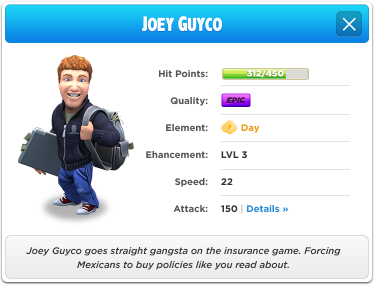 Joey Guyco
Hit Points: 312/450
Quality: EPIC
Element: Day
Ehancement: LVL 3
Speed: 22
Attack: 150 | Details »
Joey Guyco goes straight gangsta on the insurance game. Forcing
Mexicans to buy policies like you read about.